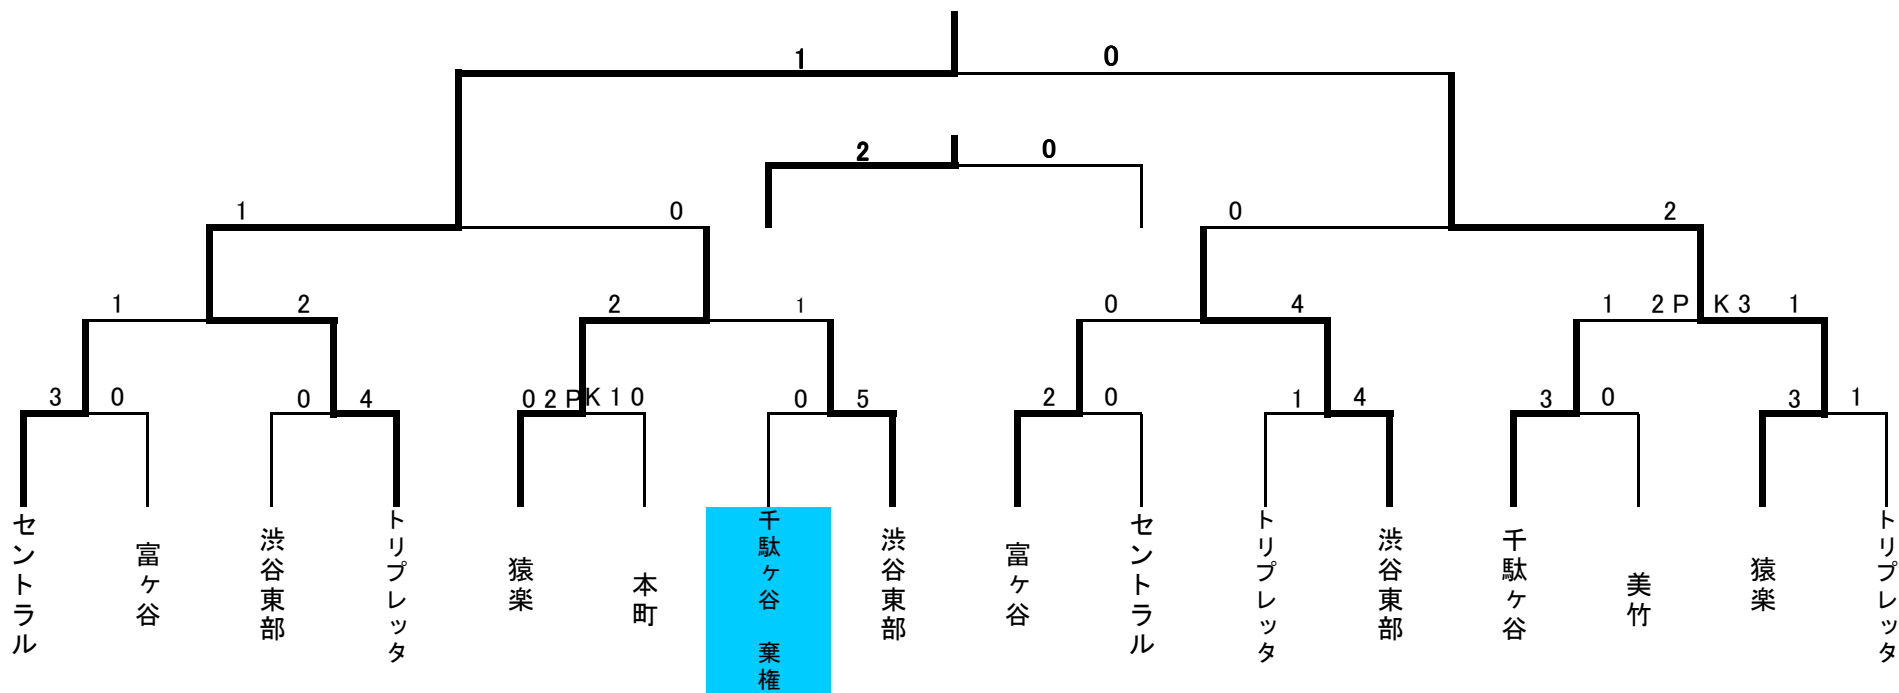 1 0
2 0
1 0 0 2
1 2 2 1 0 4 1 2P K3 1
3 0 0 4 02PK10 0 5 2 0 1 4 3 0 3 1
セントラル
富ヶ谷
渋谷東部
トリプレッタ
猿楽
本町
千駄ヶ谷 棄権
渋谷東部
富ヶ谷
セントラル
トリプレッタ
渋谷東部
千駄ヶ谷
美竹
猿楽
トリプレッタ